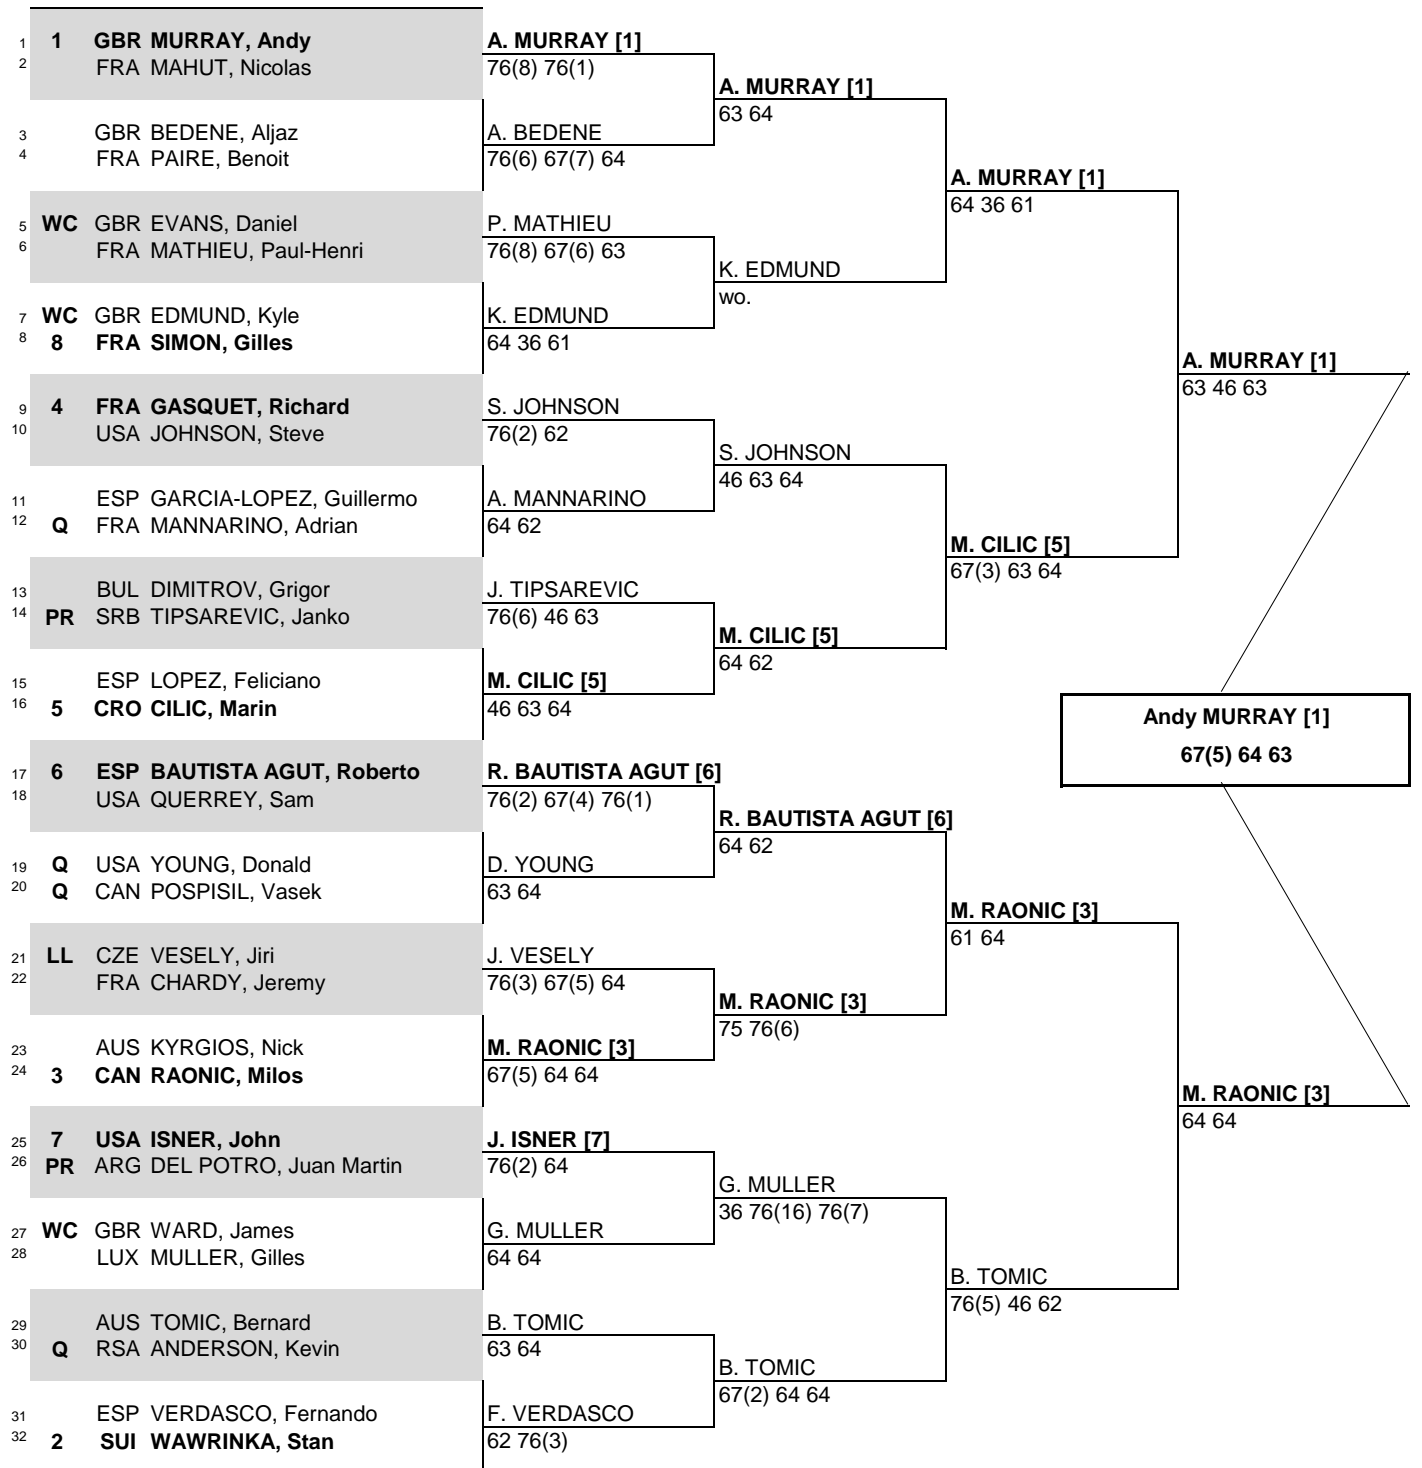 1 1 GBR MURRAY, Andy
2 FRA MAHUT, Nicolas
3 GBR BEDENE, Aljaz
4 FRA PAIRE, Benoit
5 WC GBR EVANS, Daniel
6 FRA MATHIEU, Paul-Henri
7 WC GBR EDMUND, Kyle
8 8 FRA SIMON, Gilles
9 4 FRA GASQUET, Richard
10 USA JOHNSON, Steve
11 ESP GARCIA-LOPEZ, Guillermo
12 Q FRA MANNARINO, Adrian
13 BUL DIMITROV, Grigor
14 PR SRB TIPSAREVIC, Janko
15 ESP LOPEZ, Feliciano
16 5 CRO CILIC, Marin
17 6 ESP BAUTISTA AGUT, Roberto
18 USA QUERREY, Sam
19 Q USA YOUNG, Donald
20 Q CAN POSPISIL, Vasek
21 LL CZE VESELY, Jiri
22 FRA CHARDY, Jeremy
23 AUS KYRGIOS, Nick
24 3 CAN RAONIC, Milos
25 7 USA ISNER, John
26 PR ARG DEL POTRO, Juan Martin
27 WC GBR WARD, James
28 LUX MULLER, Gilles
29 AUS TOMIC, Bernard
30 Q RSA ANDERSON, Kevin
31 ESP VERDASCO, Fernando
32 2 SUI WAWRINKA, Stan
A. MURRAY [1]
76(8) 76(1)
A. BEDENE
76(6) 67(7) 64
P. MATHIEU
76(8) 67(6) 63
K. EDMUND
64 36 61
S. JOHNSON
76(2) 62
A. MANNARINO
64 62
J. TIPSAREVIC
76(6) 46 63
M. CILIC [5]
46 63 64
R. BAUTISTA AGUT [6]
76(2) 67(4) 76(1)
D. YOUNG
63 64
J. VESELY
76(3) 67(5) 64
M. RAONIC [3]
67(5) 64 64
J. ISNER [7]
76(2) 64
G. MULLER
64 64
B. TOMIC
63 64
F. VERDASCO
62 76(3)
A. MURRAY [1]
63 64
K. EDMUND
wo.
S. JOHNSON
46 63 64
M. CILIC [5]
64 62
R. BAUTISTA AGUT [6]
64 62
M. RAONIC [3]
75 76(6)
G. MULLER
36 76(16) 76(7)
B. TOMIC
67(2) 64 64
A. MURRAY [1]
64 36 61
M. CILIC [5]
67(3) 63 64
M. RAONIC [3]
61 64
B. TOMIC
76(5) 46 62
A. MURRAY [1]
63 46 63
M. RAONIC [3]
64 64
Andy MURRAY [1]
67(5) 64 63